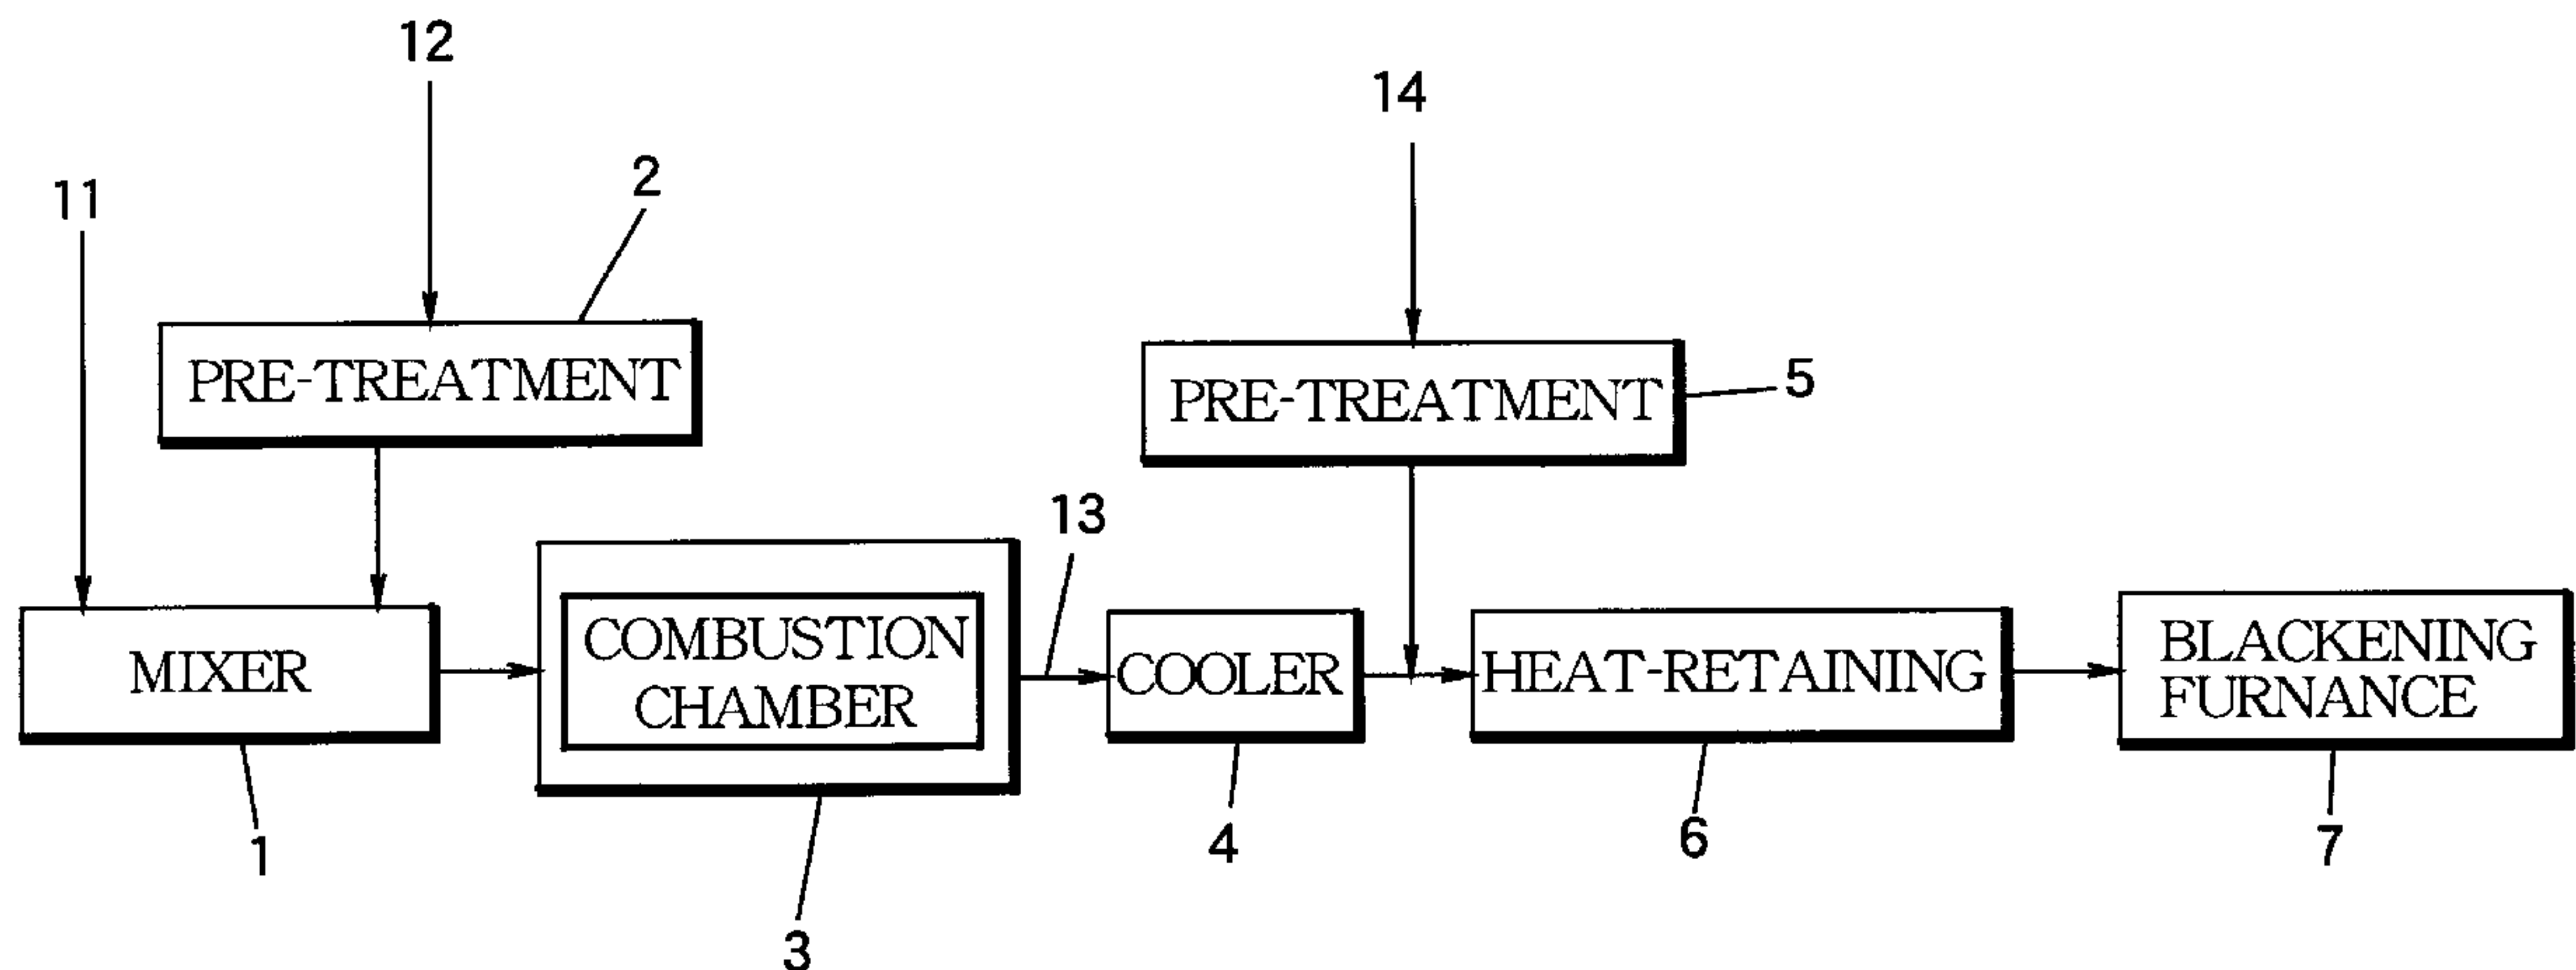 12
14
2
11
PRE-TREATMENT
PRE-TREATMENT
5
13
COMBUSTION
CHAMBER
MIXER
COOLER
HEAT-RETAINING
BLACKENING
FURNANCE
1
4
6
7
3